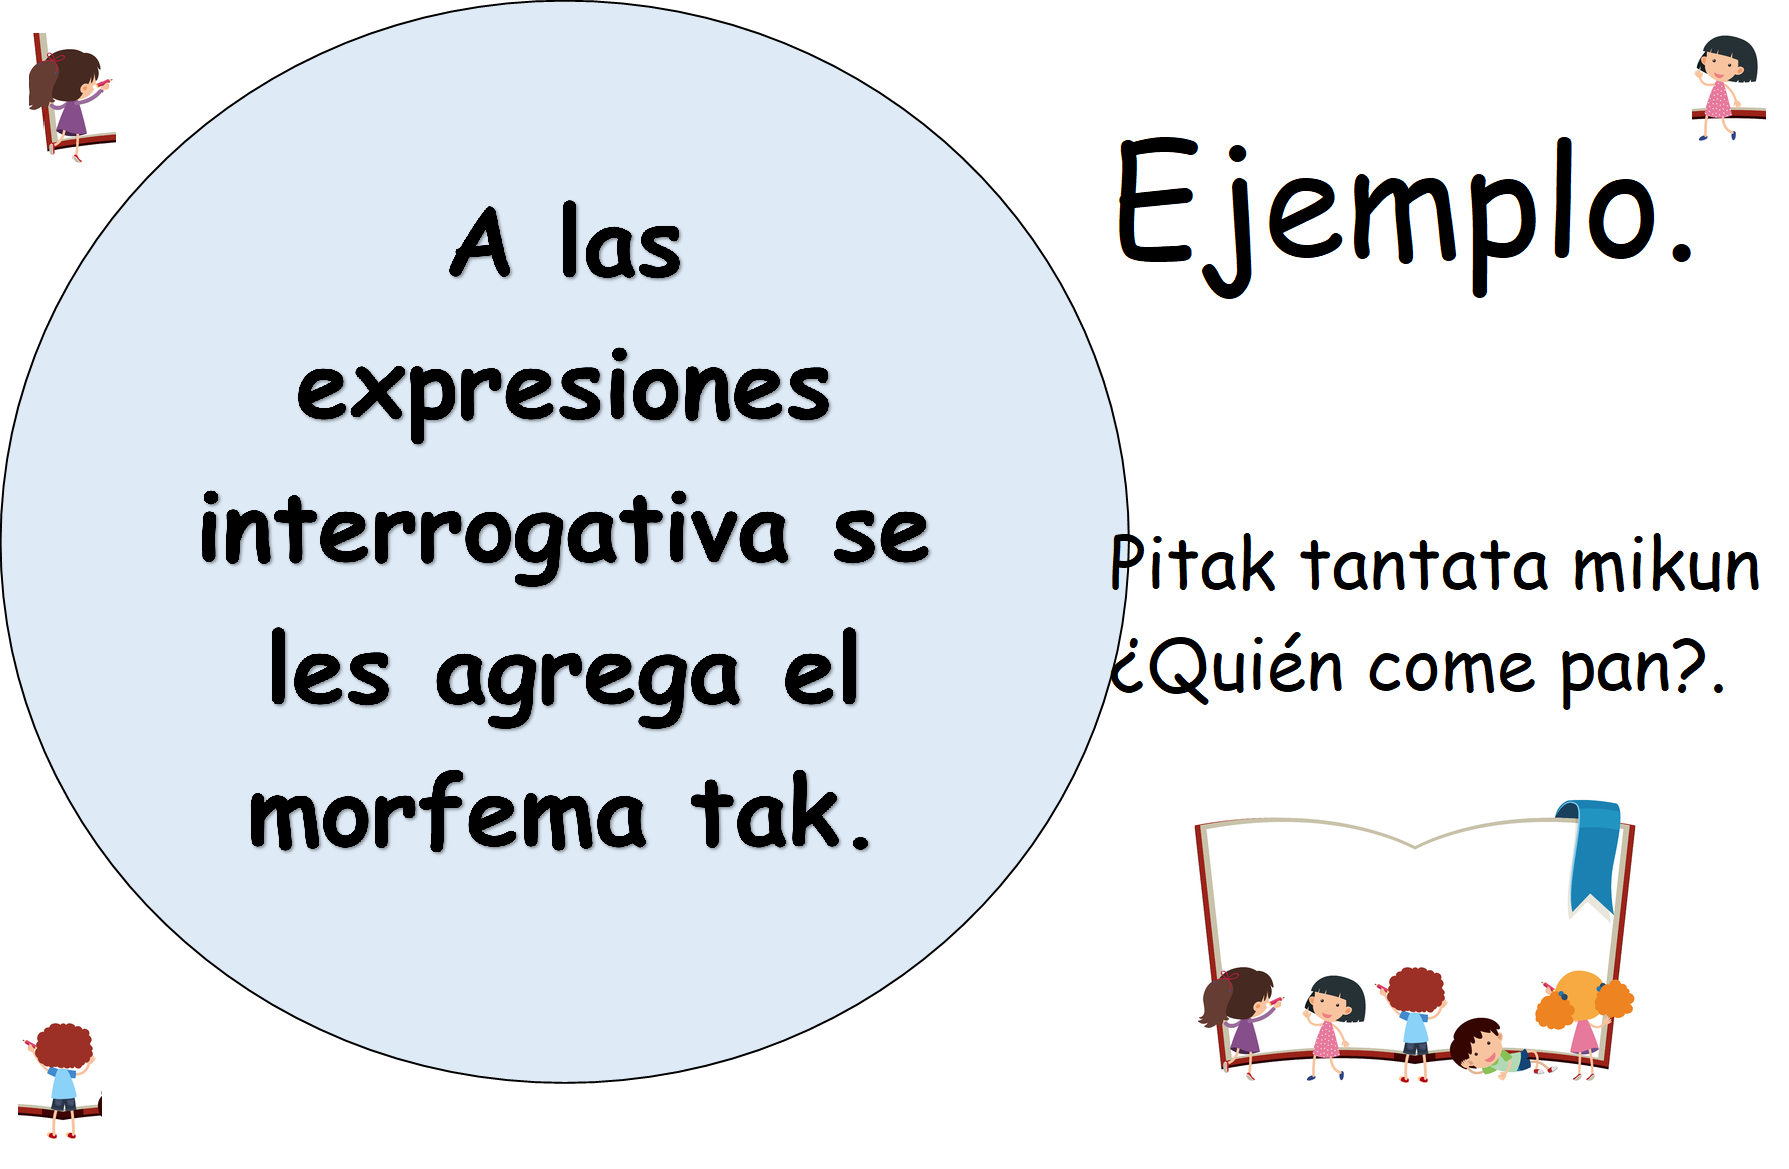 A las
expresiones
interrogativa se
les agrega el
morfema tak.
Ejemplo.
Pitak tantata mikun
¿Quién come pan?.